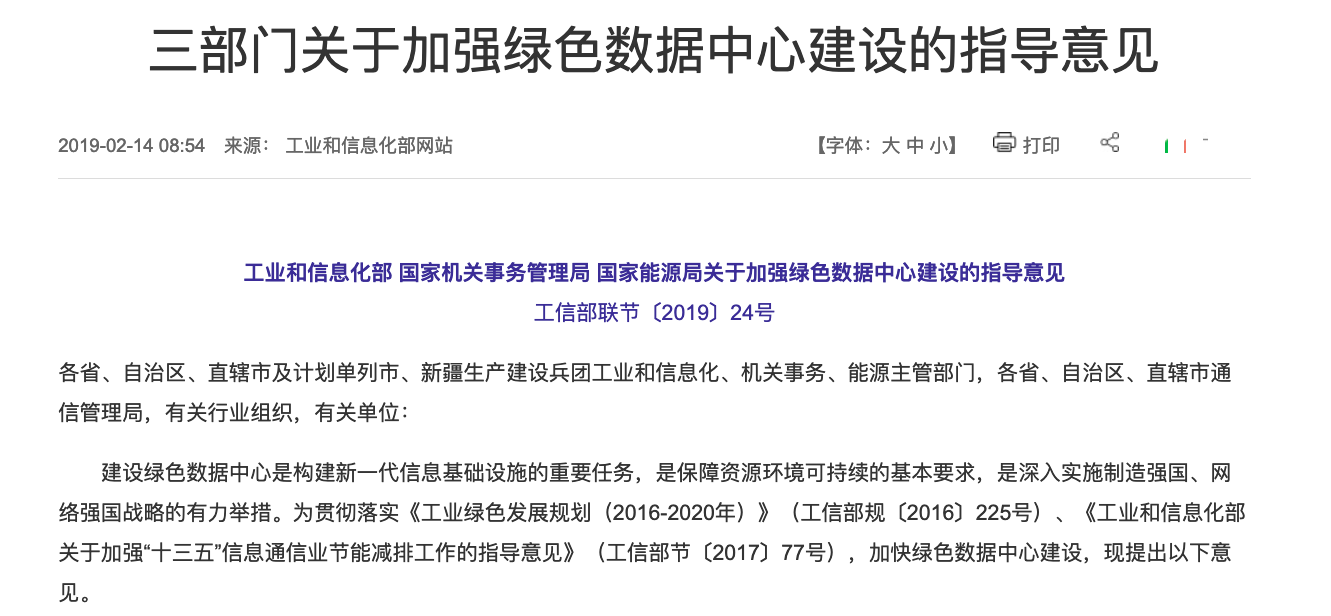 三部门关于加强绿色数据中心建设的指导意见
2019-02-14 08:54 来源： 工业和信息化部网站 【字体：大 中 小】 打印
工业和信息化部 国家机关事务管理局 国家能源局关于加强绿色数据中心建设的指导意见
工信部联节〔2019〕24号
各省、自治区、直辖市及计划单列市、新疆生产建设兵团工业和信息化、机关事务、能源主管部门，各省、自治区、直辖市通
信管理局，有关行业组织，有关单位：
建设绿色数据中心是构建新一代信息基础设施的重要任务，是保障资源环境可持续的基本要求，是深入实施制造强国、网
络强国战略的有力举措。为贯彻落实《工业绿色发展规划（2016-2020年）》（工信部规〔2016〕225号）、《工业和信息化部
关于加强“十三五”信息通信业节能减排工作的指导意见》（工信部节〔2017〕77号），加快绿色数据中心建设，现提出以下意
见。